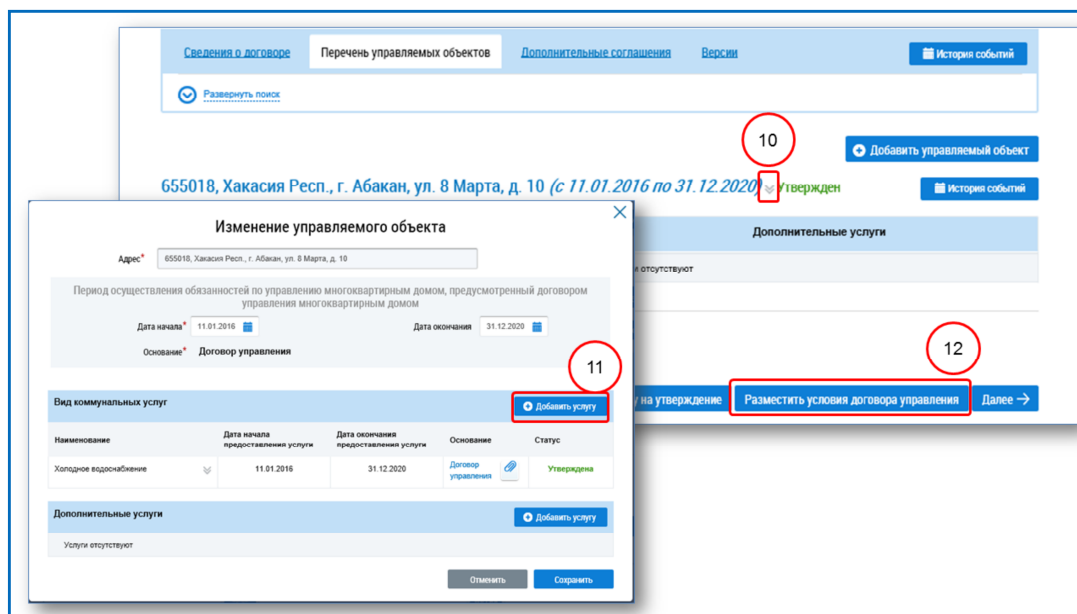 Сведения о договоре Перечень управляемых объектов Дополнительные соглашения Версии История событий
Развернуть поиск
10
Добавить управляемый объект
655018, Хакасия Респ., г. Абакан, ул. 8 Марта, д. 10 (с 11.01.2016 по 31.12.2020) Утвержден История событий
Дополнительные услуги
отсутствуют
12
на утверждение Разместить условия договора управления Далее →
Изменение управляемого объекта
Адрес* 655018, Хакасия Респ., г. Абакан, ул. 8 Марта, д. 10
Период осуществления обязанностей по управлению многоквартирным домом, предусмотренный договором
управления многоквартирным домом
Дата начала* 11.01.2016 Дата окончания 31.12.2020
Основание* Договор управления
11
Вид коммунальных услуг Добавить услугу
Наименование Дата начала предоставления услуги Дата окончания предоставления услуги Основание Статус
Холодное водоснабжение 11.01.2016 31.12.2020 Договор управления Утверждена
Дополнительные услуги Добавить услугу
Услуги отсутствуют
Отменить Сохранить